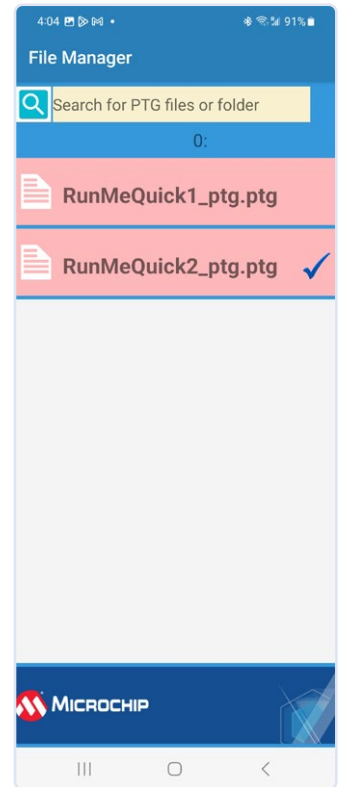 4:04 91%
File Manager
Search for PTG files or folder
0:
RunMeQuick1_ptg.ptg
RunMeQuick2_ptg.ptg
MICROCHIP